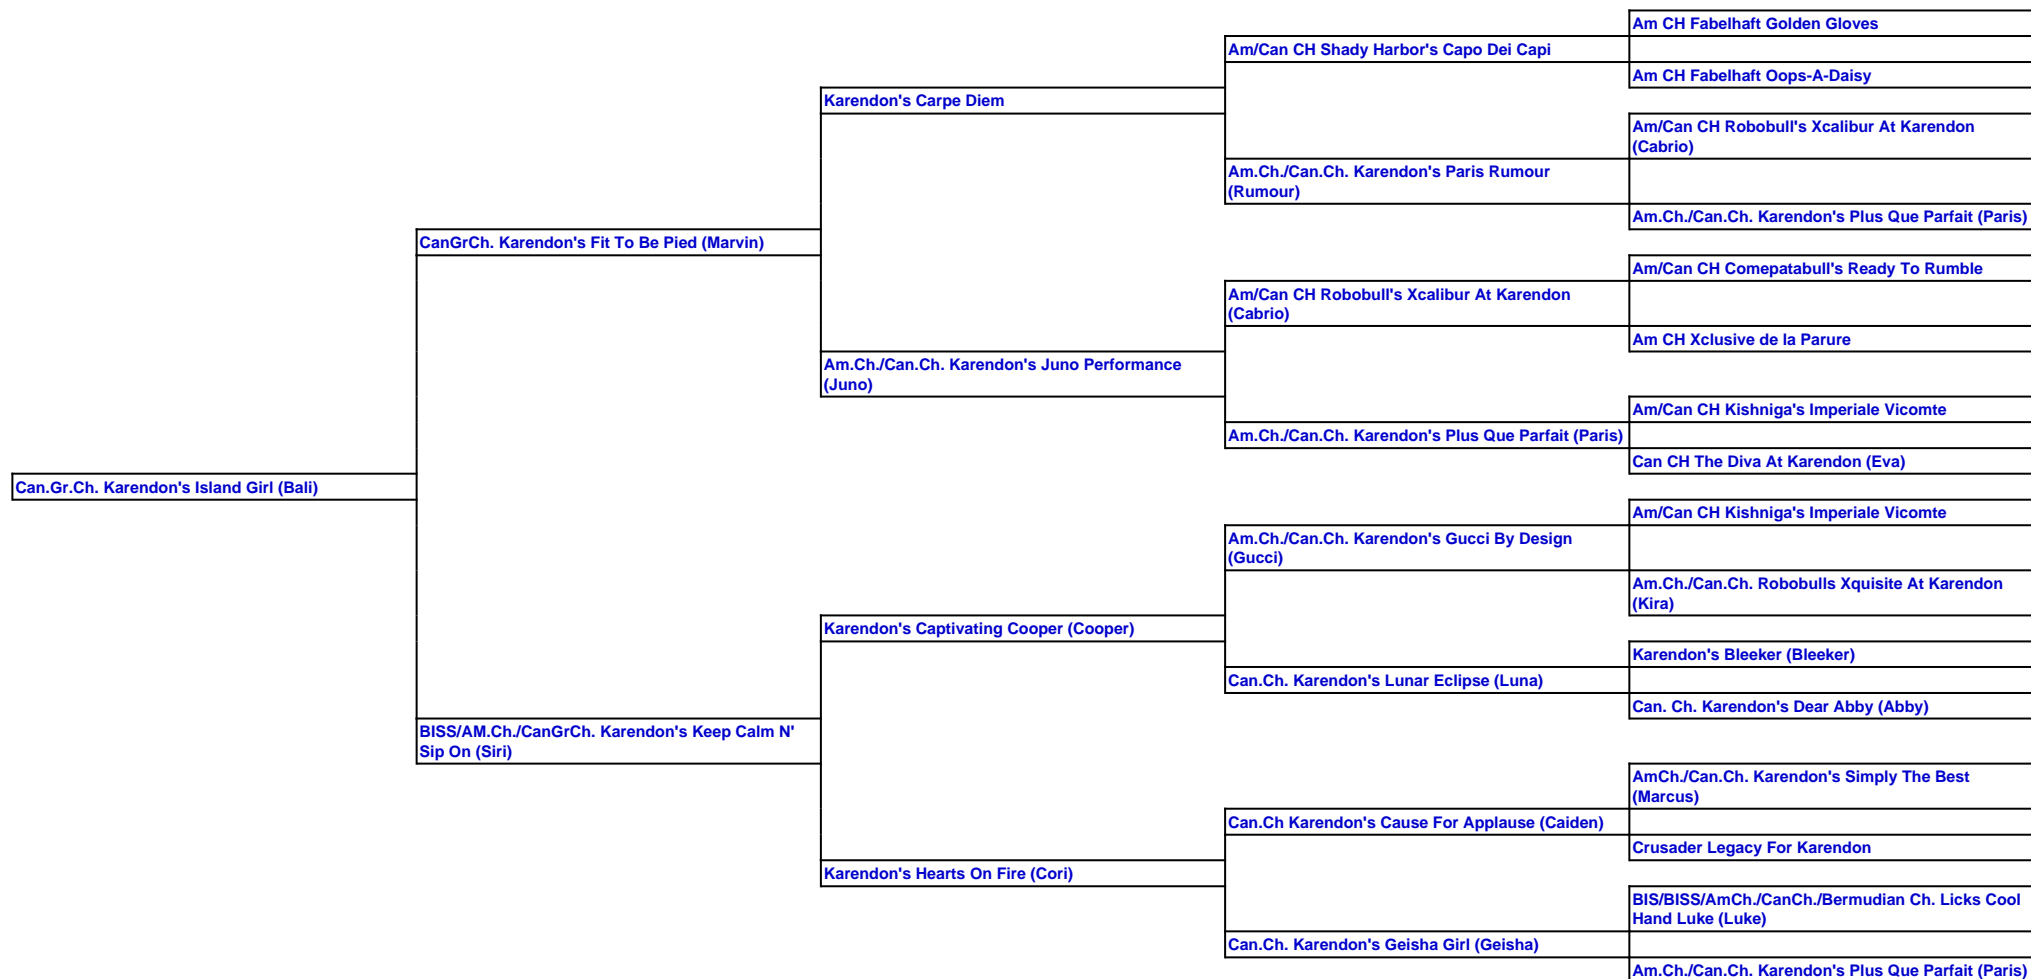 Am CH Fabelhaft Golden Gloves
Am/Can CH Shady Harbor's Capo Dei Capi
Am CH Fabelhaft Oops-A-Daisy
Karendon's Carpe Diem
Am/Can CH Robobull's Xcalibur At Karendon
(Cabrio)
Am.Ch./Can.Ch. Karendon's Paris Rumour
(Rumour)
Am.Ch./Can.Ch. Karendon's Plus Que Parfait (Paris)
CanGrCh. Karendon's Fit To Be Pied (Marvin)
Am/Can CH Comepatabull's Ready To Rumble
Am/Can CH Robobull's Xcalibur At Karendon
(Cabrio)
Am CH Xclusive de la Parure
Am.Ch./Can.Ch. Karendon's Juno Performance
(Juno)
Am/Can CH Kishniga's Imperiale Vicomte
Am.Ch./Can.Ch. Karendon's Plus Que Parfait (Paris)
Can CH The Diva At Karendon (Eva)
Can.Gr.Ch. Karendon's Island Girl (Bali)
Am/Can CH Kishniga's Imperiale Vicomte
Am.Ch./Can.Ch. Karendon's Gucci By Design
(Gucci)
Am.Ch./Can.Ch. Robobulls Xquisite At Karendon
(Kira)
Karendon's Captivating Cooper (Cooper)
Karendon's Bleeker (Bleeker)
Can.Ch. Karendon's Lunar Eclipse (Luna)
Can. Ch. Karendon's Dear Abby (Abby)
BISS/AM.Ch./CanGrCh. Karendon's Keep Calm N'
Sip On (Siri)
AmCh./Can.Ch. Karendon's Simply The Best
(Marcus)
Can.Ch Karendon's Cause For Applause (Caiden)
Crusader Legacy For Karendon
Karendon's Hearts On Fire (Cori)
BIS/BISS/AmCh./CanCh./Bermudian Ch. Licks Cool
Hand Luke (Luke)
Can.Ch. Karendon's Geisha Girl (Geisha)
Am.Ch./Can.Ch. Karendon's Plus Que Parfait (Paris)